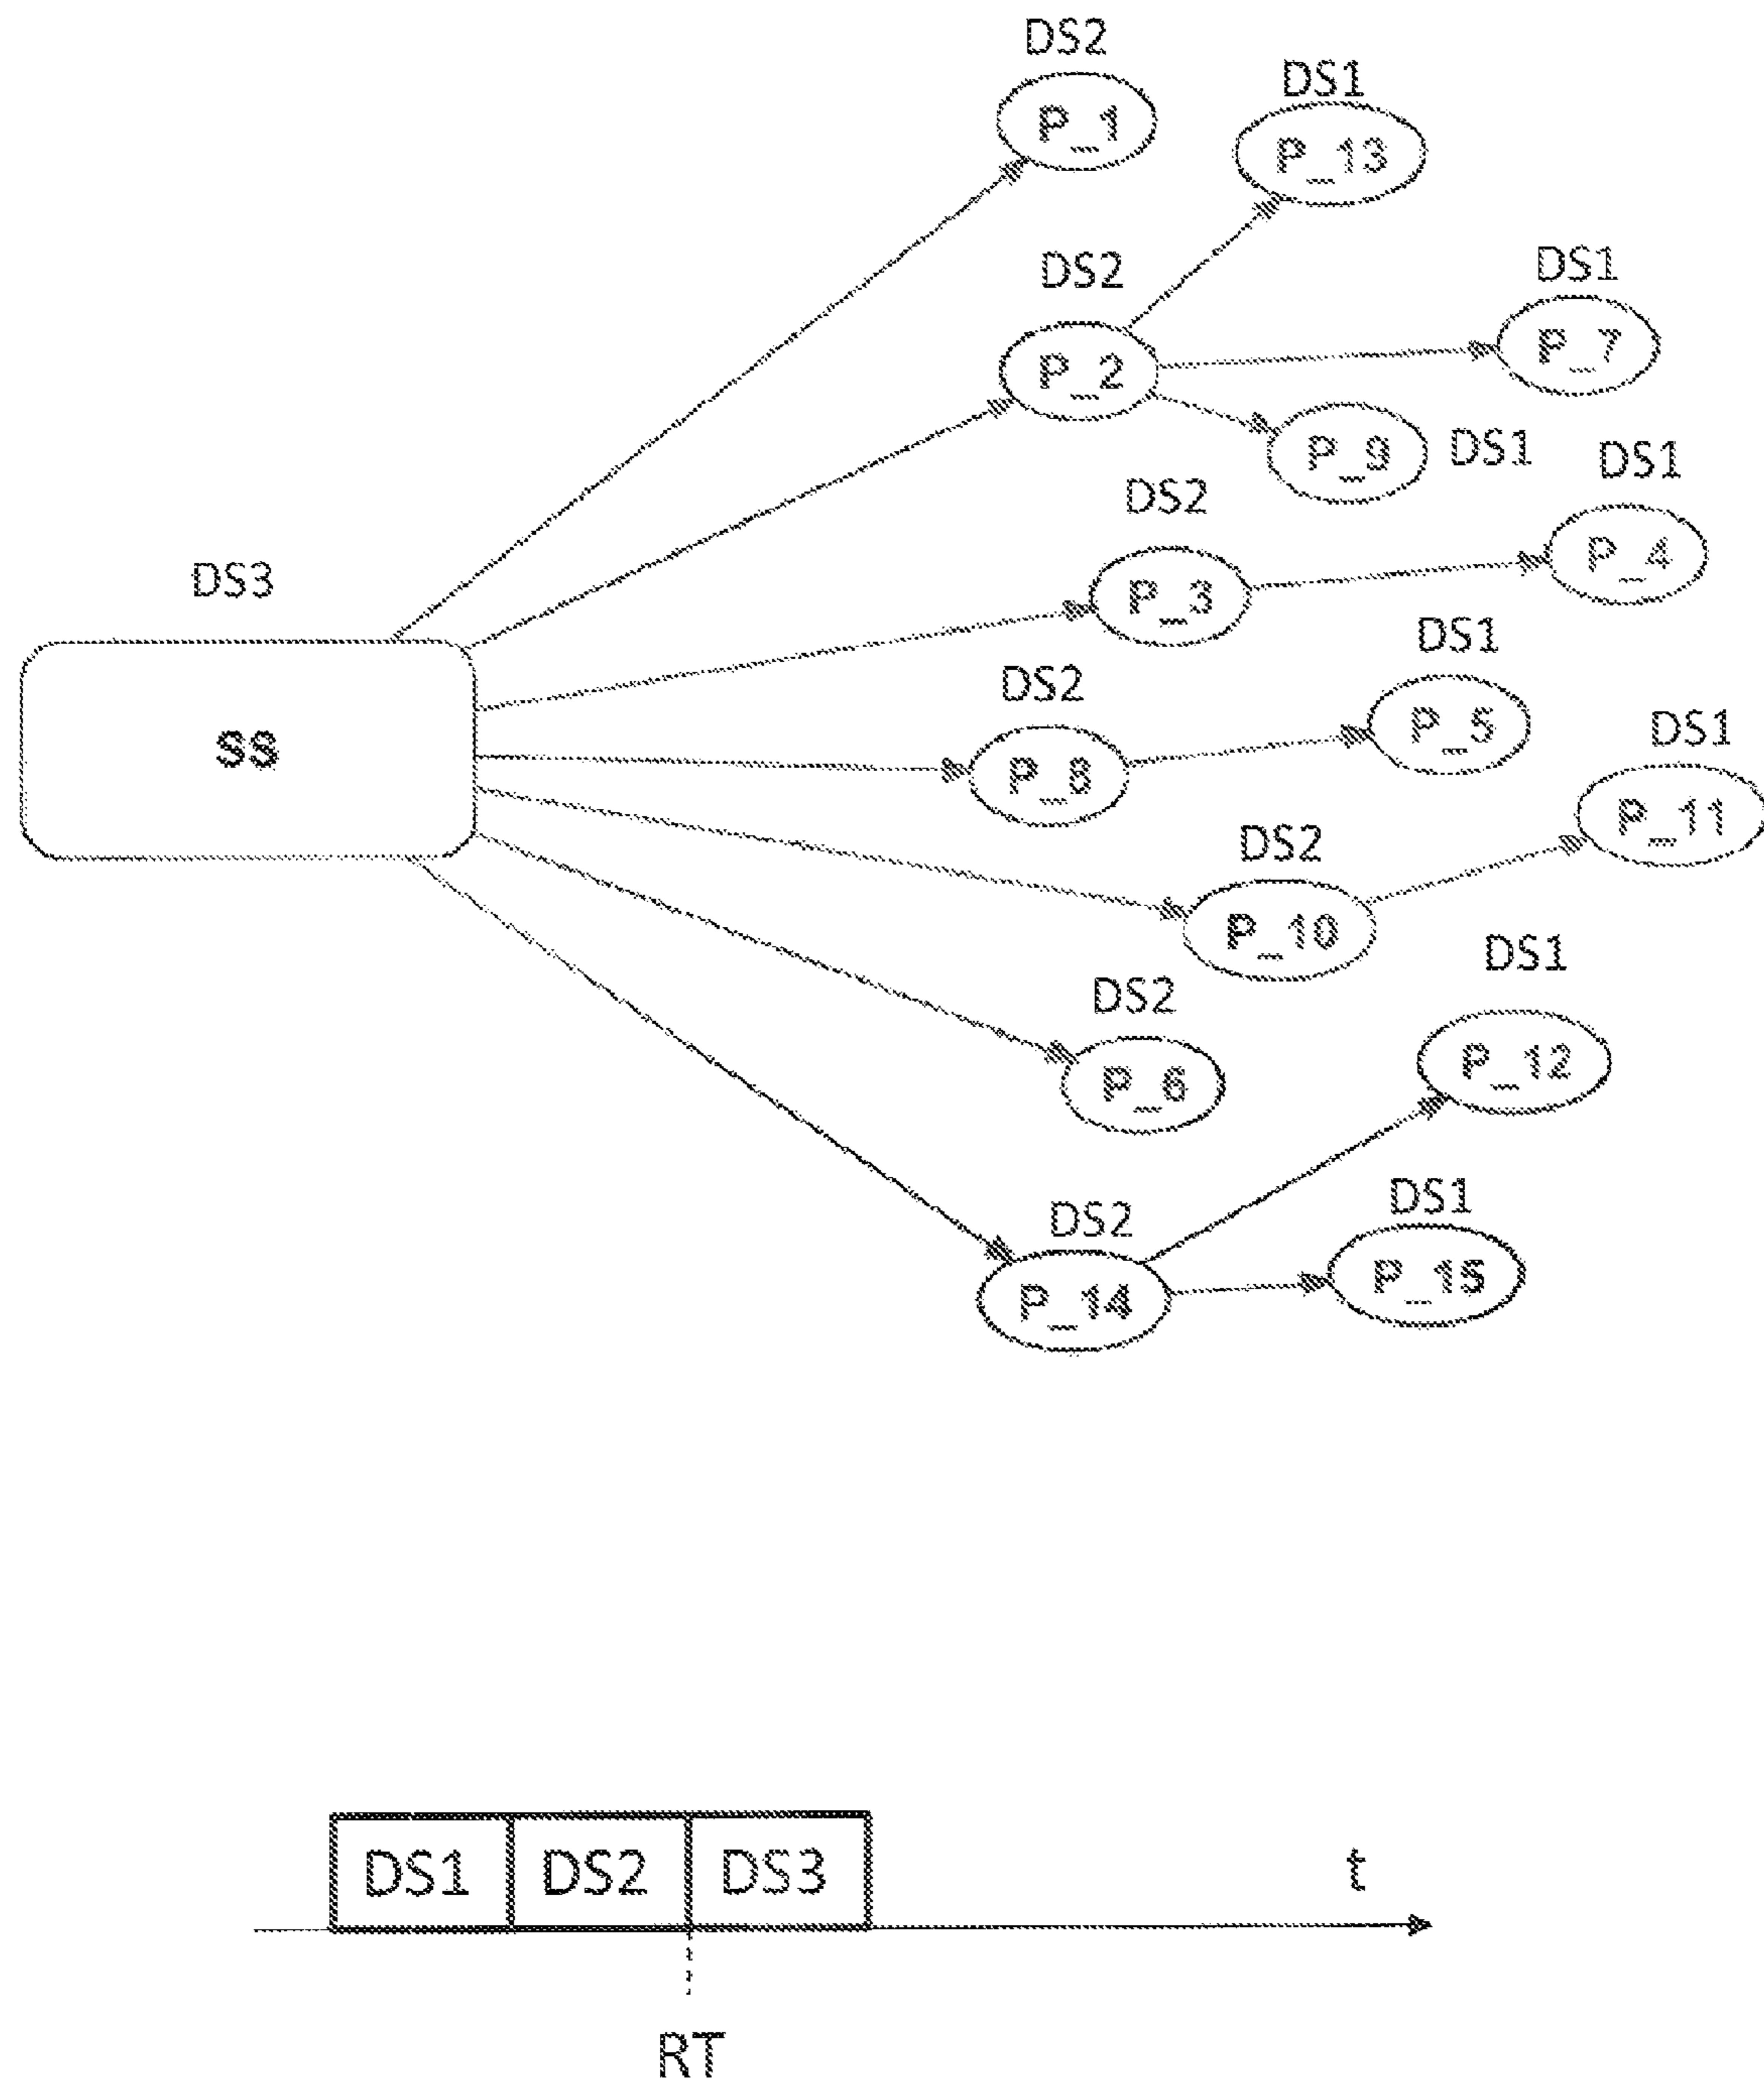 DS2
P_1
DS1
P_13
DS2
P_2
DS1
P_7
P_9
DS1
DS1
P_4
DS2
P_3
DS3
SS
DS1
P_5
DS2
P_8
DS1
P_11
DS2
P_10
DS1
P_12
DS2
P_6
DS1
P_15
DS2
P_14
DS1 DS2 DS3
t
RT